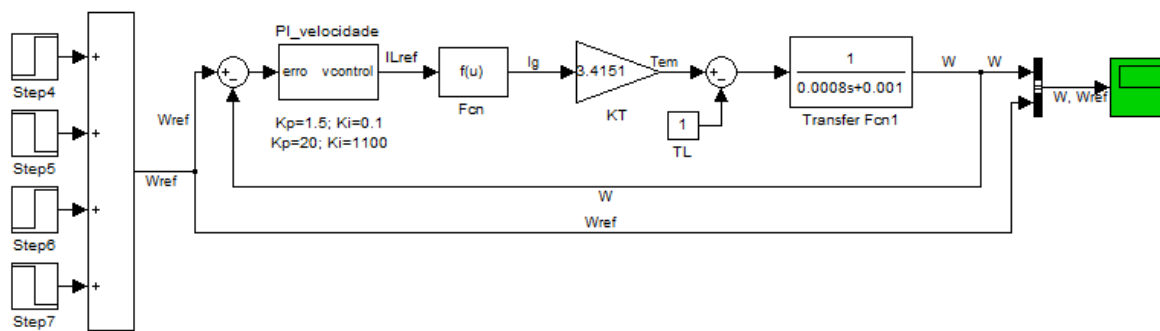 PI_velocidade
ILref
Ig
Tem
W
W
erro
vcontrol
f(u)
3.4151
1
0.0008s+0.001
W, Wref
Step4
Fcn
KT
1
TL
Transfer Fcn1
Wref
Kp=1.5; Ki=0.1
Kp=20; Ki=1100
Step5
Wref
W
Wref
Step6
Step7